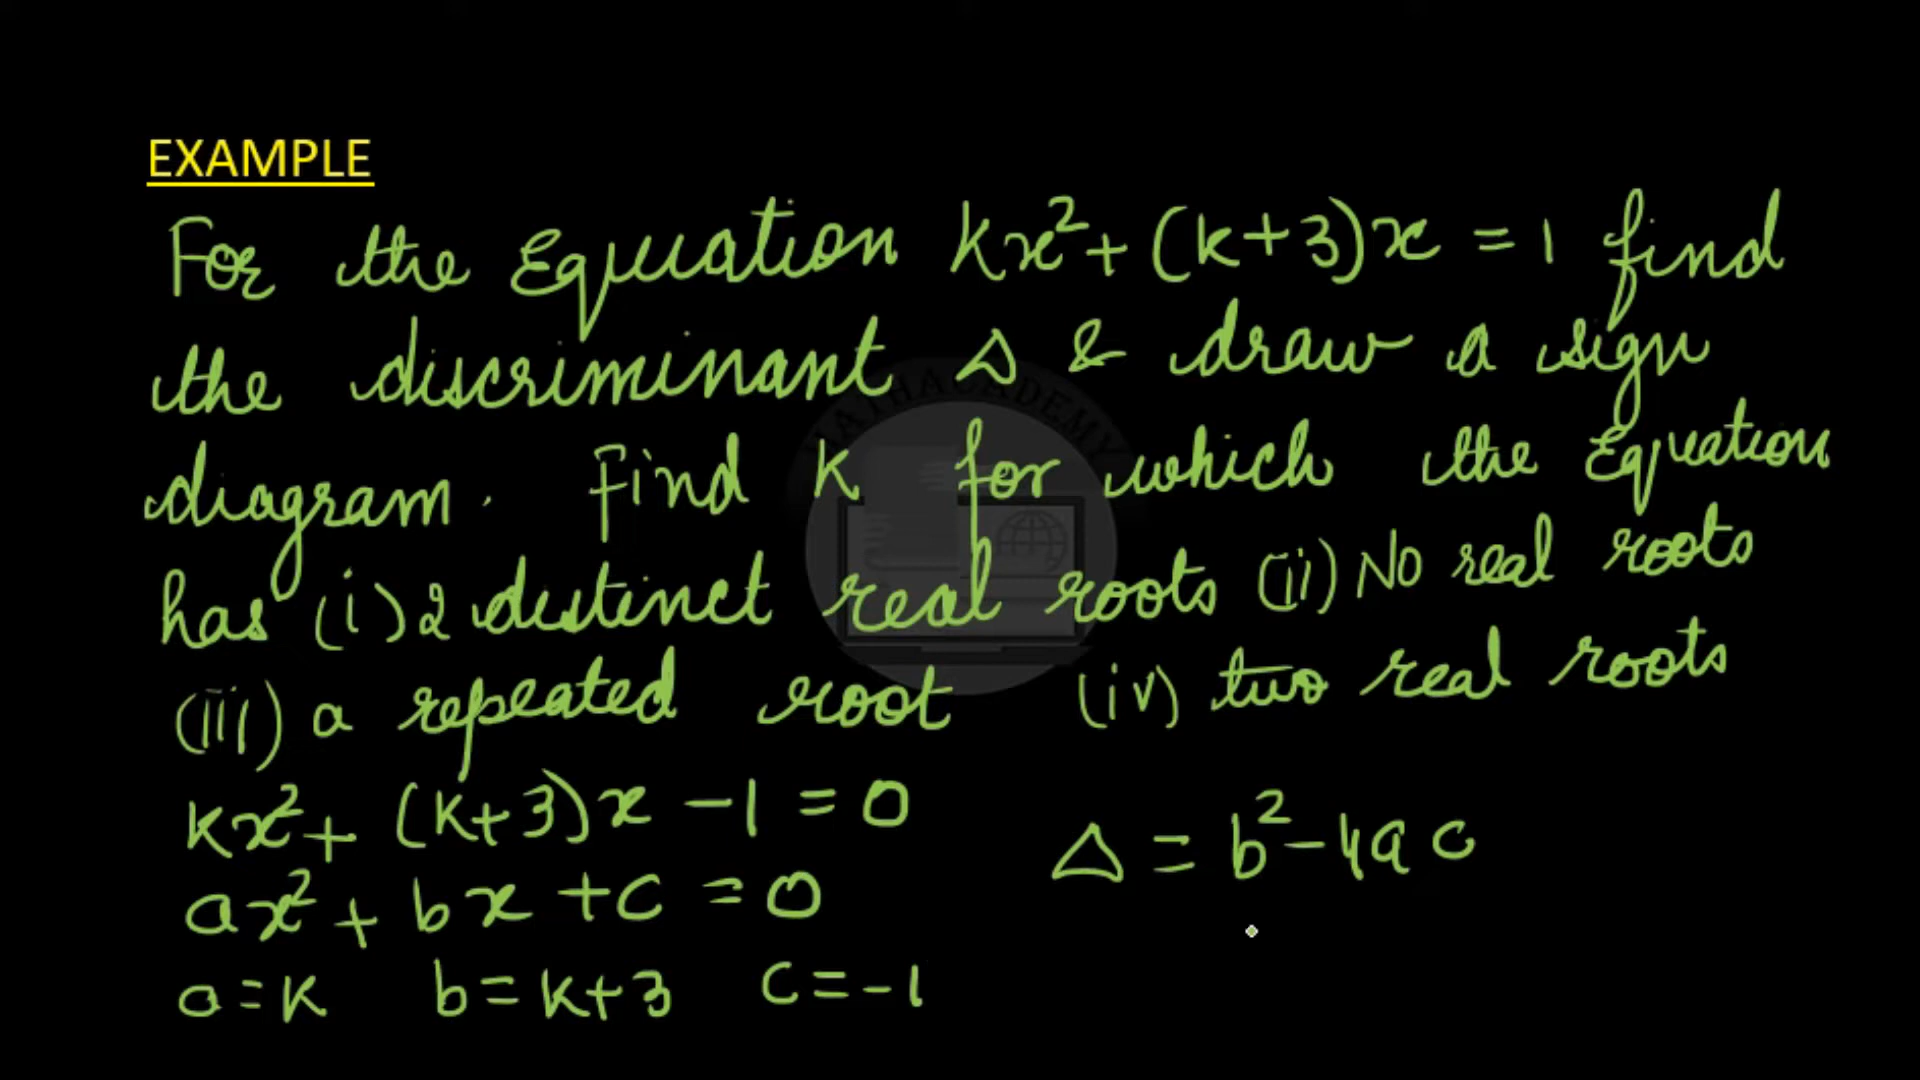 EXAMPLE
For the Equation kx²+(k+3)x=1 find
the discriminant Δ & draw a sign
diagram. Find k for which the Equation
has (i) 2 distinct real roots (ii) No real roots
(iii) a repeated root (iv) two real roots
kx²+(k+3)x-1=0
Δ=b²-4ac
ax²+bx+c=0
a=k b=k+3 c=-1
MATHACADEMY